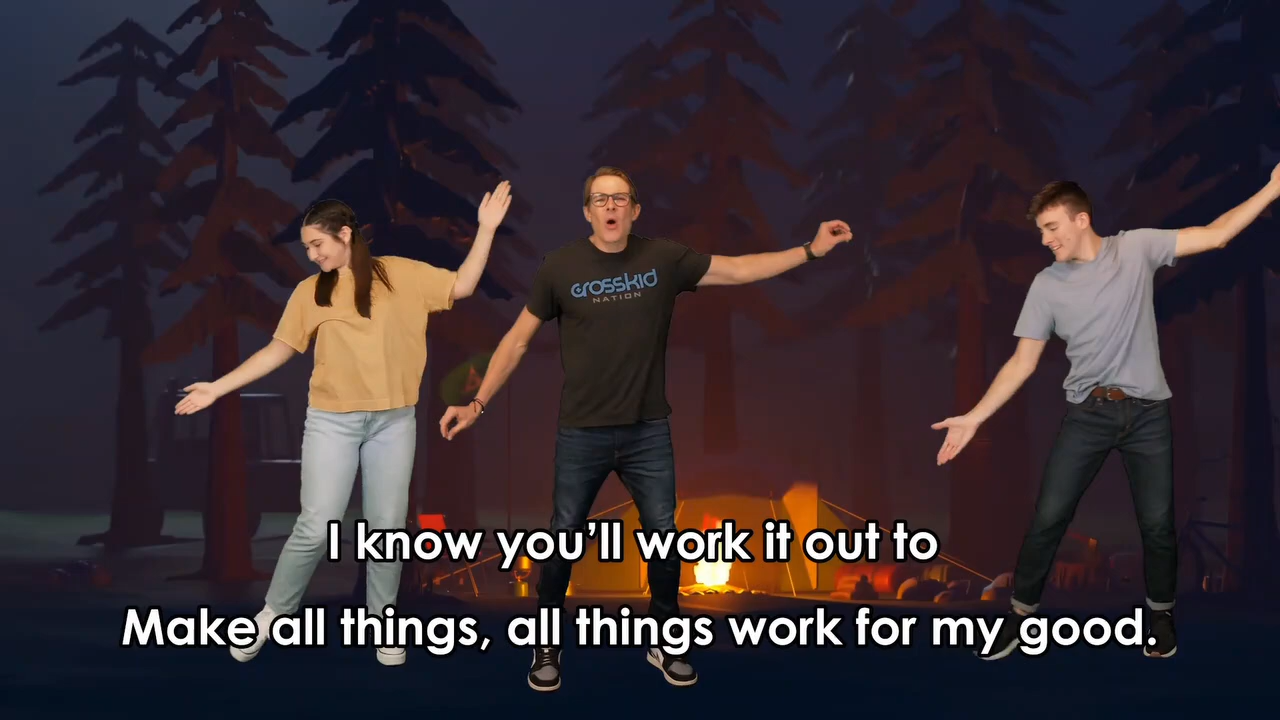 crosskid
NATION
I know you'll work it out to
Make all things, all things work for my good.